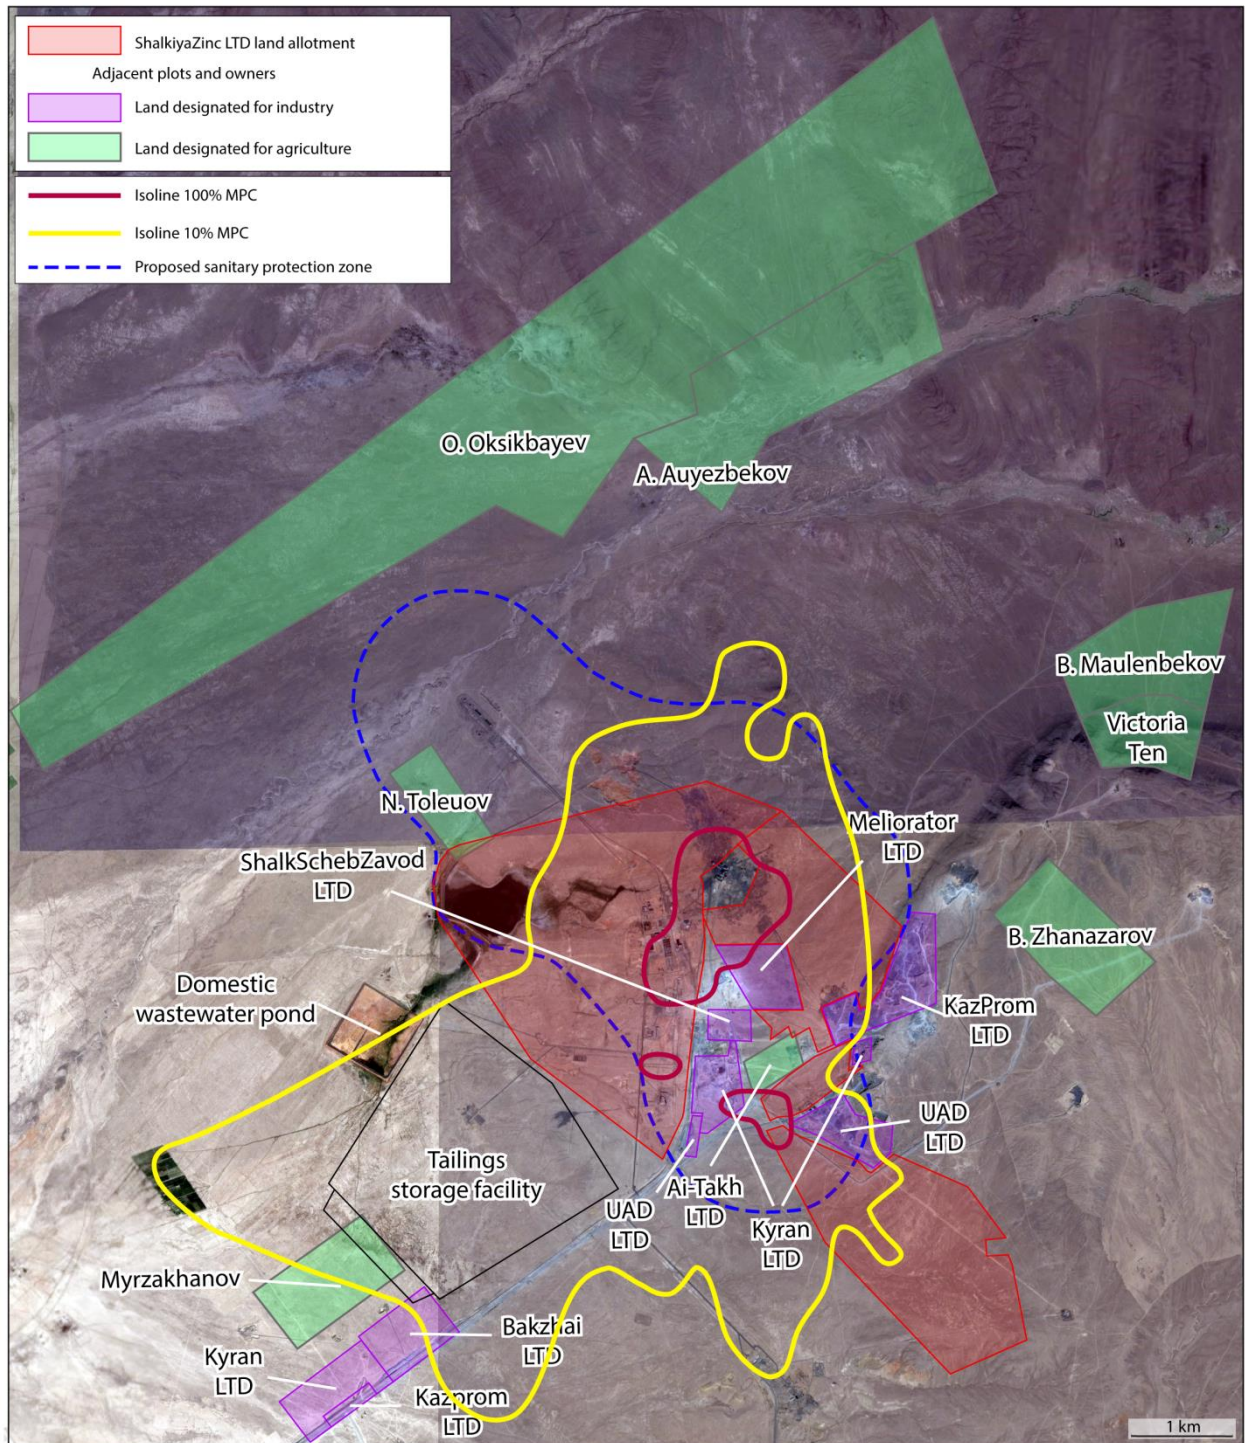 ShalkiyaZinc LTD land allotment
Adjacent plots and owners
Land designated for industry
Land designated for agriculture
Isoline 100% MPC
Isoline 10% MPC
Proposed sanitary protection zone
O. Oksikbayev
A. Auyezbekov
B. Maulenbekov
Victoria
Ten
N. Toleuov
Meliorator
LTD
ShalkSchebZavod
LTD
B. Zhanazarov
Domestic
wastewater pond
KazProm
LTD
UAD
LTD
Tailings
storage facility
Ai-Takh
LTD
UAD
LTD
Kyran
LTD
Myrzakhanov
Bakzhai
LTD
Kyran
LTD
Kazprom
LTD
1 km